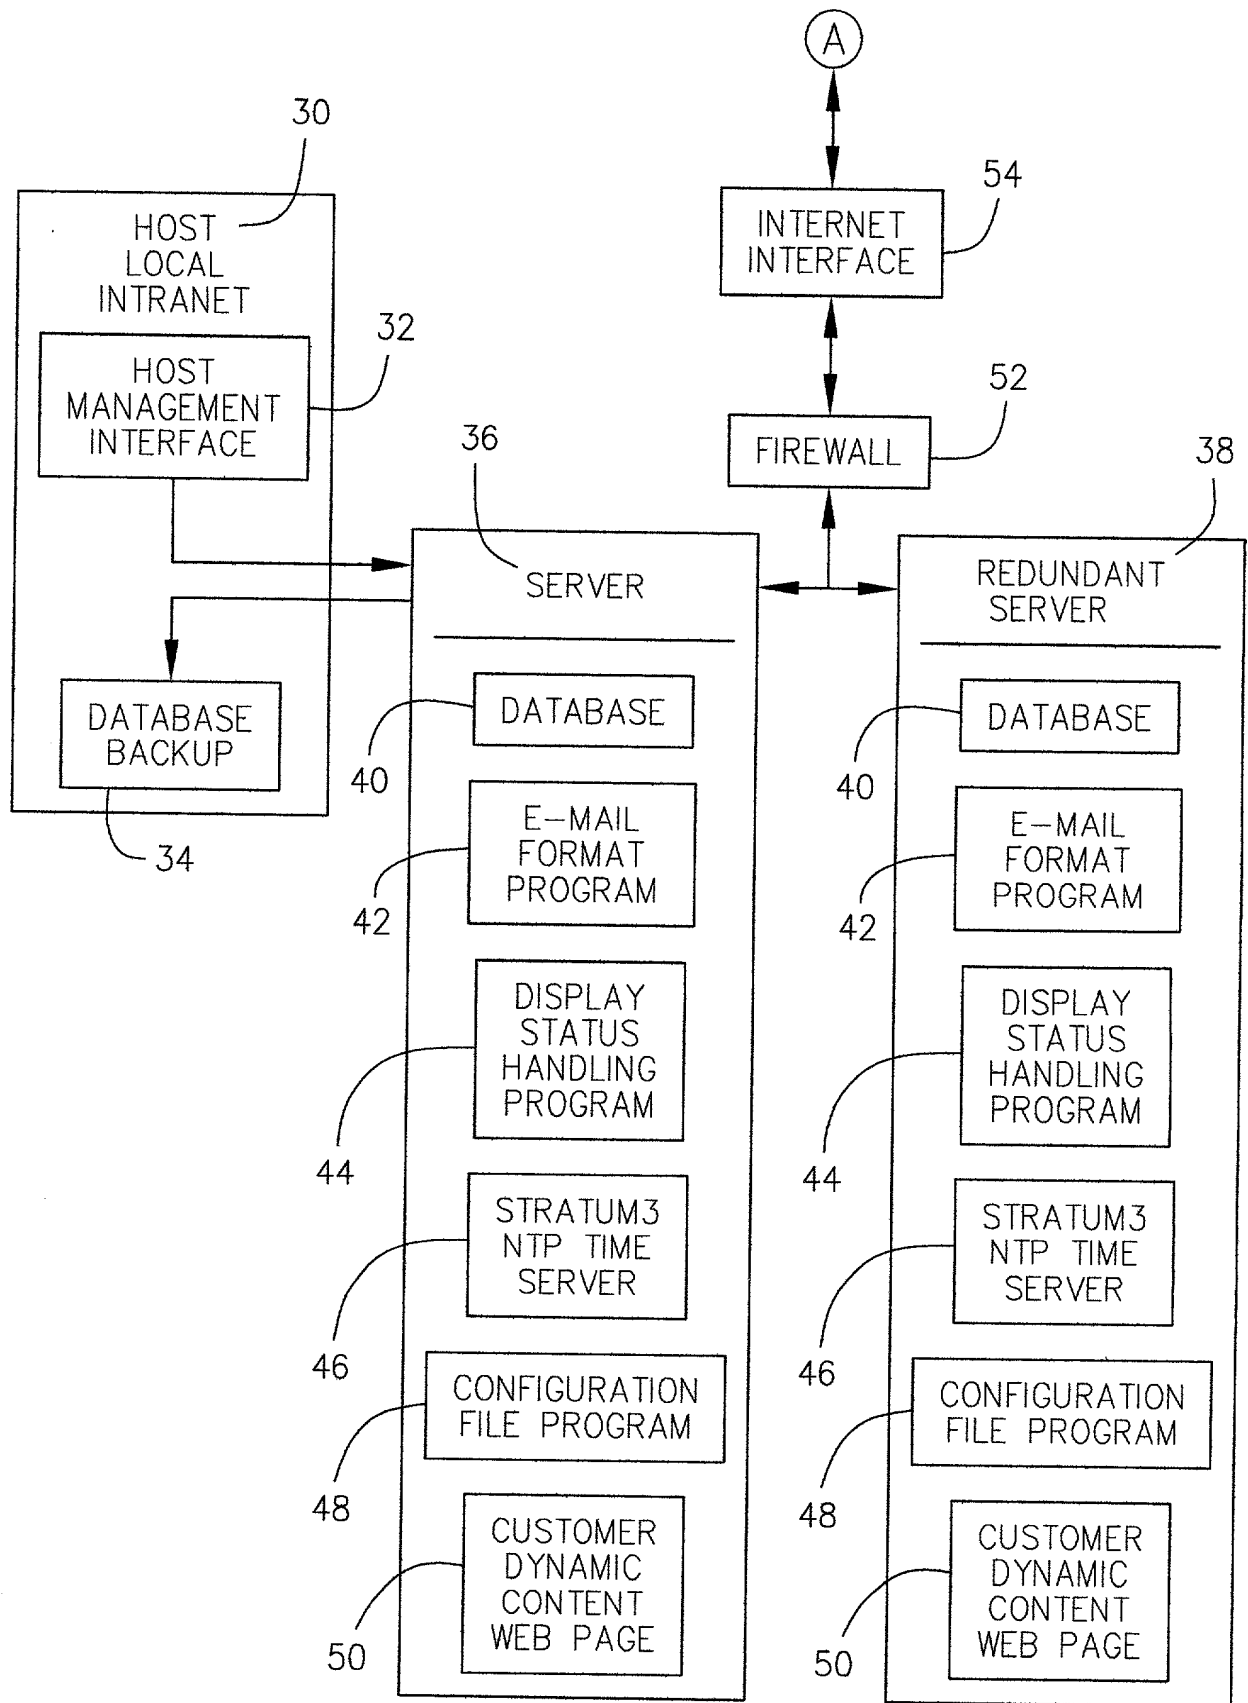 A
30
HOST
LOCAL
INTRANET
32
HOST
MANAGEMENT
INTERFACE
DATABASE
BACKUP
34
54
INTERNET
INTERFACE
52
FIREWALL
36
SERVER
40
DATABASE
42
E-MAIL
FORMAT
PROGRAM
44
DISPLAY
STATUS
HANDLING
PROGRAM
46
STRATUM3
NTP TIME
SERVER
48
CONFIGURATION
FILE PROGRAM
50
CUSTOMER
DYNAMIC
CONTENT
WEB PAGE
38
REDUNDANT
SERVER
40
DATABASE
42
E-MAIL
FORMAT
PROGRAM
44
DISPLAY
STATUS
HANDLING
PROGRAM
46
STRATUM3
NTP TIME
SERVER
48
CONFIGURATION
FILE PROGRAM
50
CUSTOMER
DYNAMIC
CONTENT
WEB PAGE